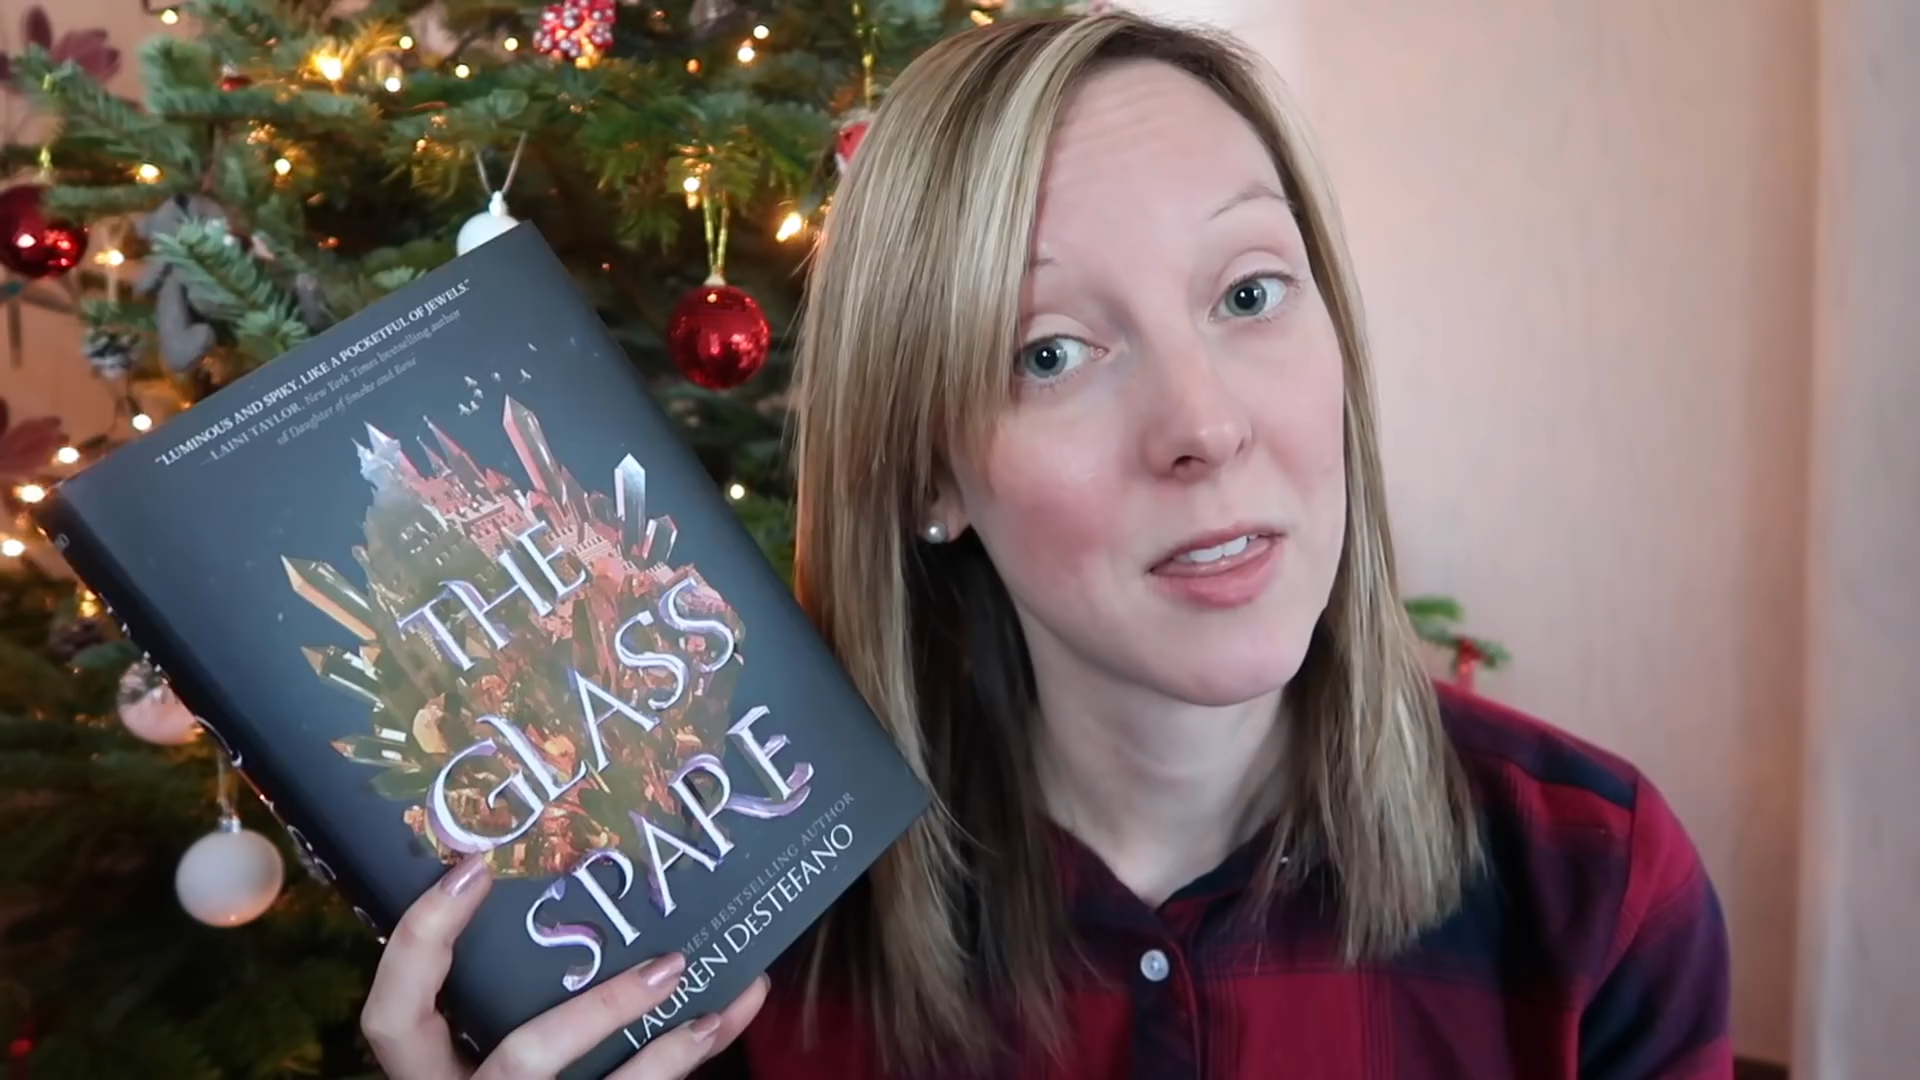 "LUMINOUS AND SPIKY, LIKE A POCKETFUL OF JEWELS."
—LAINI TAYLOR, New York Times bestselling author
of Daughter of Smoke and Bone
THE
GLASS
SPARE
BESTSELLING AUTHOR
LAUREN DESTEFANO